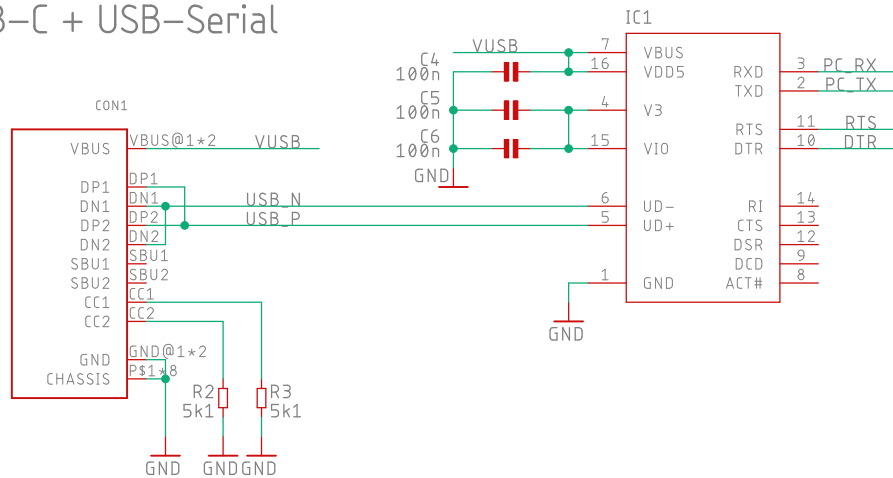 B-C + USB-Serial
CON1
VBUS
DP1
DN1
DP2
DN2
SBU1
SBU2
CC1
CC2
GND
CHASSIS
VBUS@1*2
VUSB
DP1
DN1
USB_N
DP2
USB_P
DN2
SBU1
SBU2
CC1
CC2
GND@1*2
P$1*8
R2
5k1
R3
5k1
GND
GND
GND
VUSB
C4
100n
C5
100n
C6
100n
GND
GND
IC1
7
16
4
15
6
5
1
VBUS
VDD5
V3
VIO
UD-
UD+
GND
RXD
TXD
RTS
DTR
RI
CTS
DSR
DCD
ACT#
3 PC_RX
2 PC_TX
11 RTS
10 DTR
14
13
12
9
8